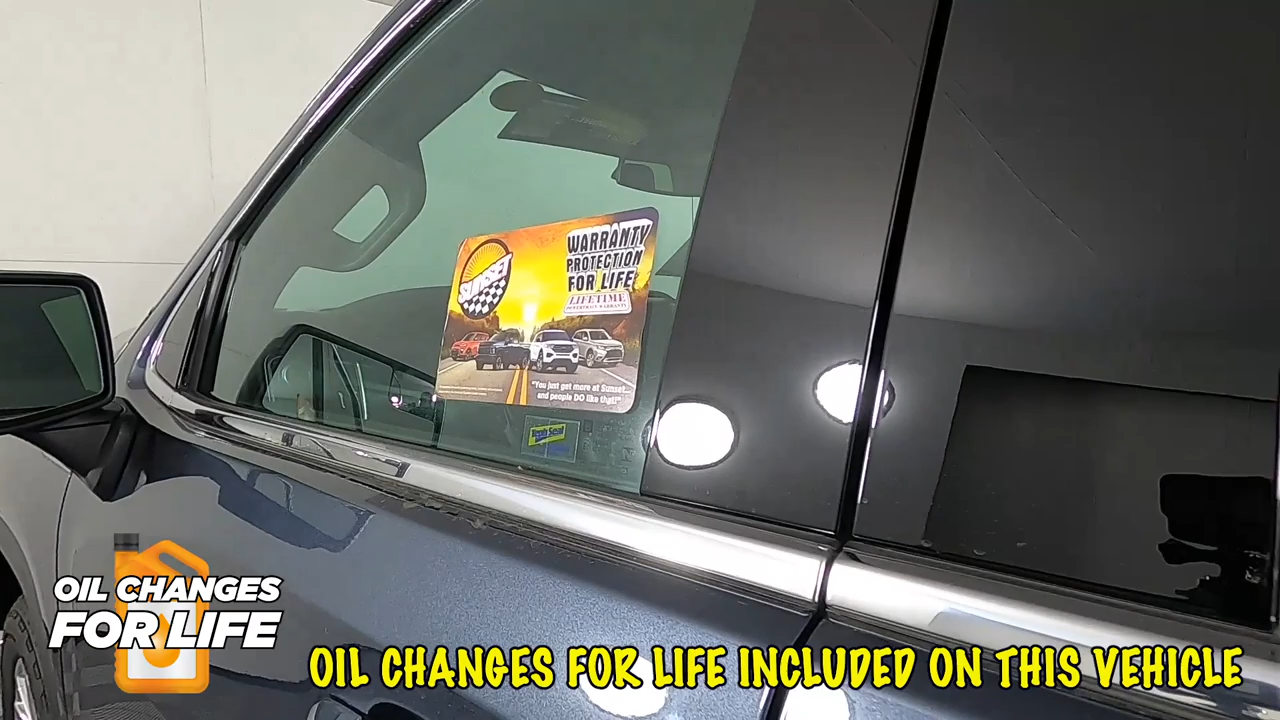 SUNSET
WARRANTY
PROTECTION
FOR LIFE
LIFETIME
POWERTRAIN WARRANTY
"You just get more at Sunset
and people DO like that!"
OIL CHANGES
FOR LIFE
OIL CHANGES FOR LIFE INCLUDED ON THIS VEHICLE